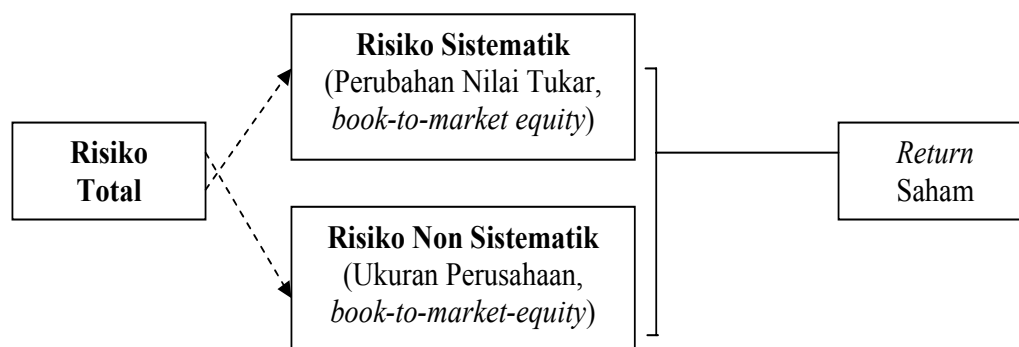 Risiko
Total
Risiko Sistematik
(Perubahan Nilai Tukar,
book-to-market equity)
Risiko Non Sistematik
(Ukuran Perusahaan,
book-to-market-equity)
Return
Saham